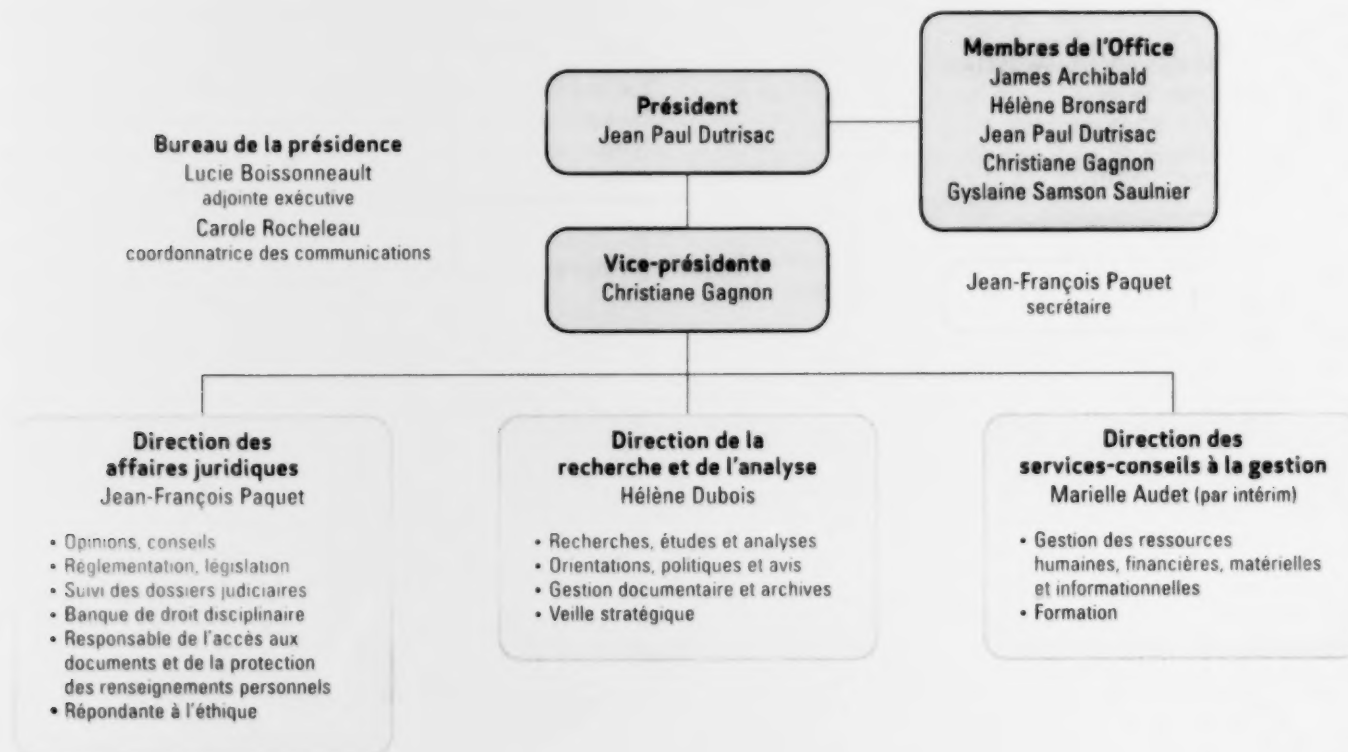 Membres de l'Office
James Archibald
Hélène Bronsard
Jean Paul Dutrisac
Christiane Gagnon
Gyslaine Samson Saulnier
Président
Jean Paul Dutrisac
Bureau de la présidence
Lucie Boissonneault
adjointe exécutive
Carole Rocheleau
coordonnatrice des communications
Vice-présidente
Christiane Gagnon
Jean-François Paquet
secrétaire
Direction des
affaires juridiques
Jean-François Paquet
• Opinions, conseils
• Réglementation, législation
• Suivi des dossiers judiciaires
• Banque de droit disciplinaire
• Responsable de l'accès aux
documents et de la protection
des renseignements personnels
• Répondante à l'éthique
Direction de la
recherche et de l'analyse
Hélène Dubois
• Recherches, études et analyses
• Orientations, politiques et avis
• Gestion documentaire et archives
• Veille stratégique
Direction des
services-conseils à la gestion
Marielle Audet (par intérim)
• Gestion des ressources
humaines, financières, matérielles
et informationnelles
• Formation